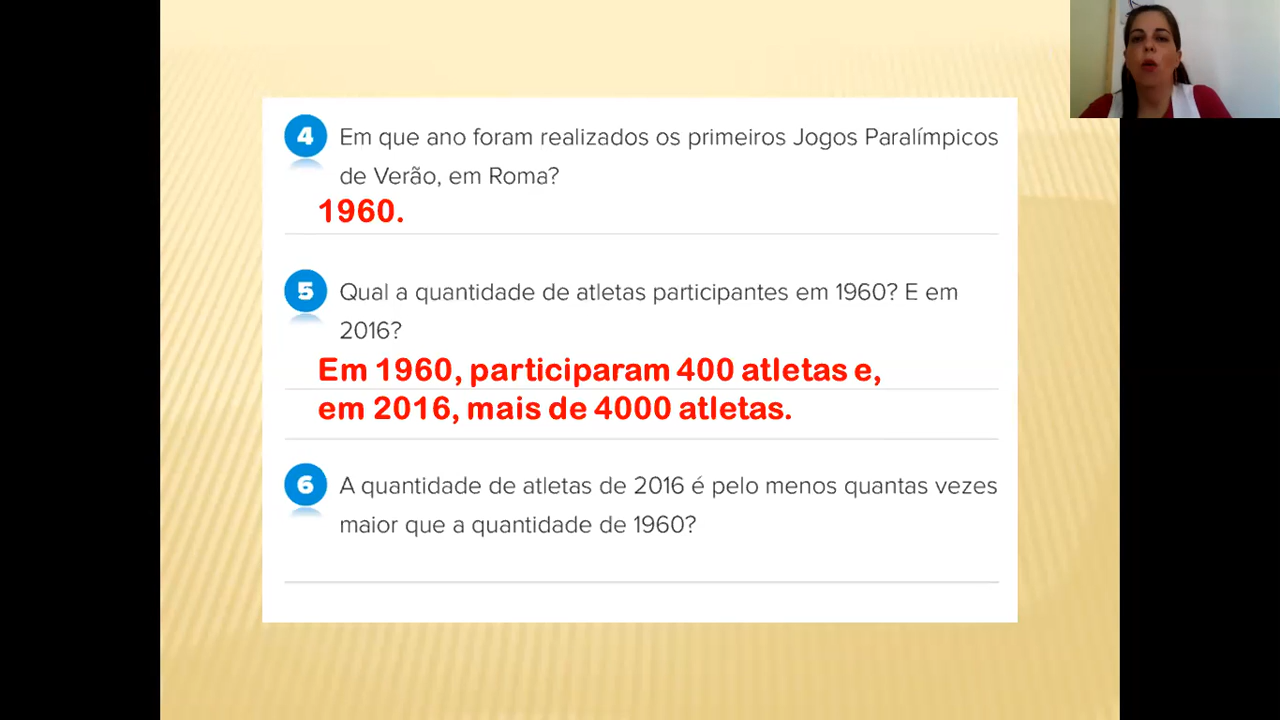 4 Em que ano foram realizados os primeiros Jogos Paralímpicos
de Verão, em Roma?
1960.
5 Qual a quantidade de atletas participantes em 1960? E em
2016?
Em 1960, participaram 400 atletas e,
em 2016, mais de 4000 atletas.
6 A quantidade de atletas de 2016 é pelo menos quantas vezes
maior que a quantidade de 1960?